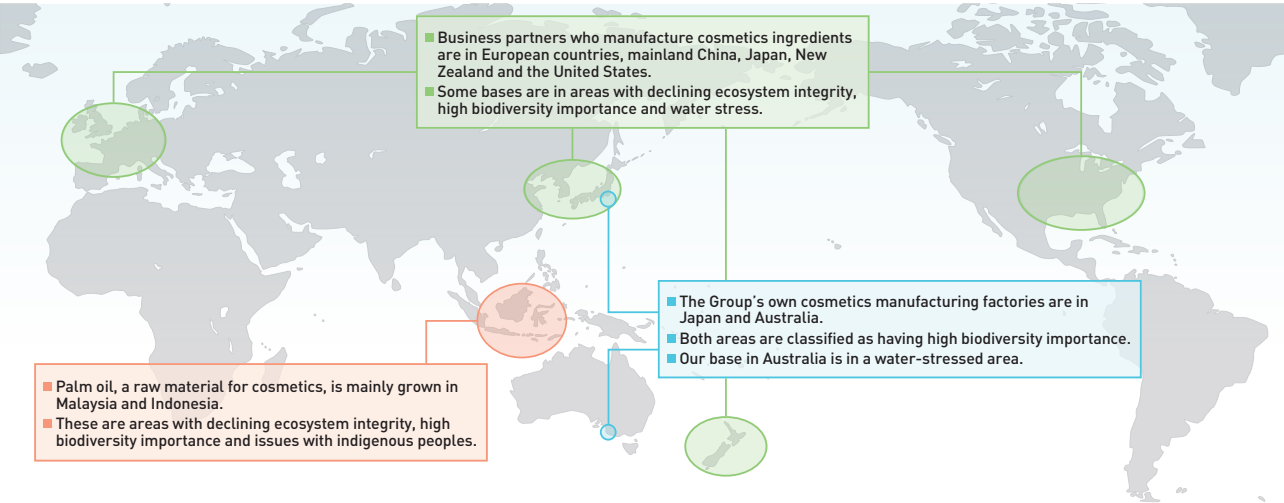 ■ Business partners who manufacture cosmetics ingredients
are in European countries, mainland China, Japan, New
Zealand and the United States.
■ Some bases are in areas with declining ecosystem integrity,
high biodiversity importance and water stress.
■ The Group's own cosmetics manufacturing factories are in
Japan and Australia.
■ Both areas are classified as having high biodiversity importance.
■ Our base in Australia is in a water-stressed area.
■ Palm oil, a raw material for cosmetics, is mainly grown in
Malaysia and Indonesia.
■ These are areas with declining ecosystem integrity, high
biodiversity importance and issues with indigenous peoples.